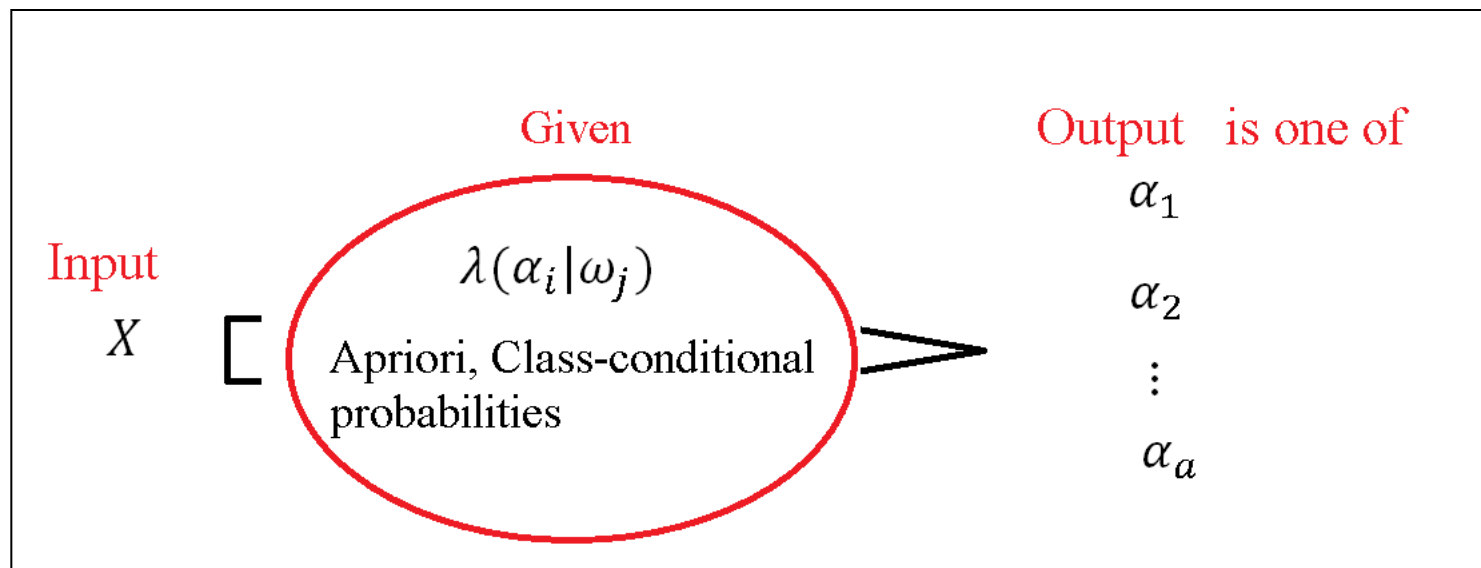 Given
Output is one of
α₁
Input
λ(αᵢ|ωⱼ)
α₂
X
Apriori, Class-conditional
probabilities
⋮
αₐ